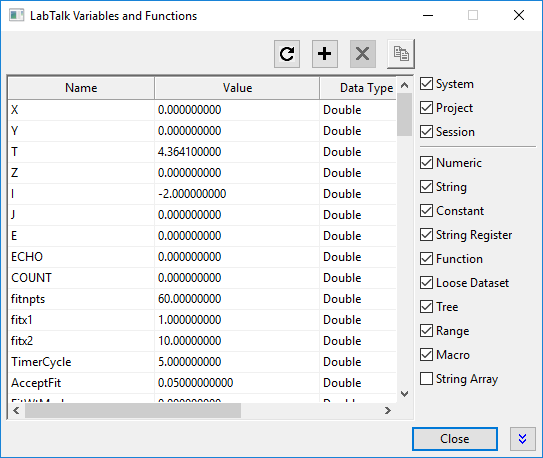 LabTalk Variables and Functions
Name Value Data Type
X 0.000000000 Double
Y 0.000000000 Double
T 4.364100000 Double
Z 0.000000000 Double
I -2.000000000 Double
J 0.000000000 Double
E 0.000000000 Double
ECHO 0.000000000 Double
COUNT 0.000000000 Double
fitnpts 60.00000000 Double
fitx1 1.000000000 Double
fitx2 10.00000000 Double
TimerCycle 5.000000000 Double
AcceptFit 0.05000000000 Double
System
Project
Session
Numeric
String
Constant
String Register
Function
Loose Dataset
Tree
Range
Macro
String Array
Close